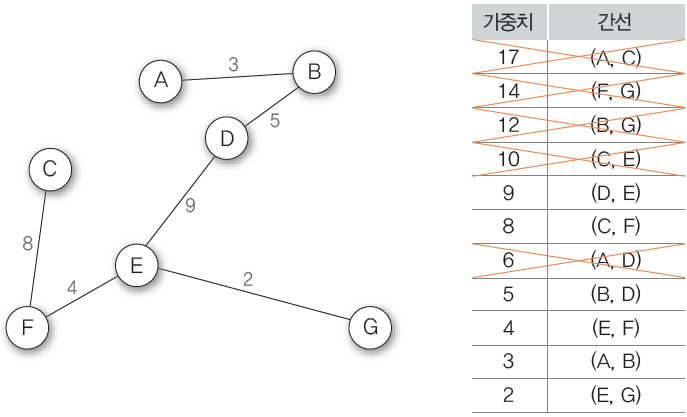 A
3
B
5
D
C
9
8
E
4
2
F
G
가중치 간선
17 (A, C)
14 (F, G)
12 (B, G)
10 (C, E)
9 (D, E)
8 (C, F)
6 (A, D)
5 (B, D)
4 (E, F)
3 (A, B)
2 (E, G)